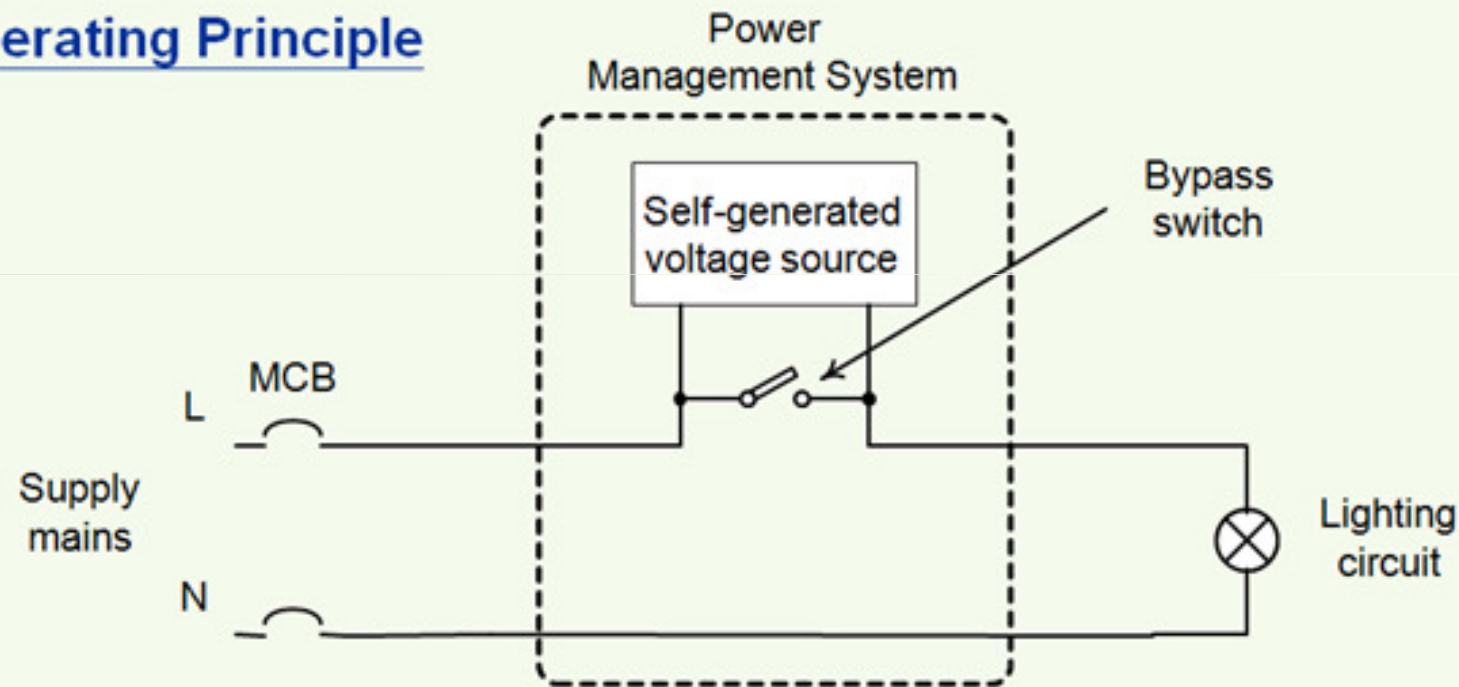 erating Principle
Power
Management System
Self-generated
voltage source
Bypass
switch
MCB
L
Supply
mains
N
Lighting
circuit